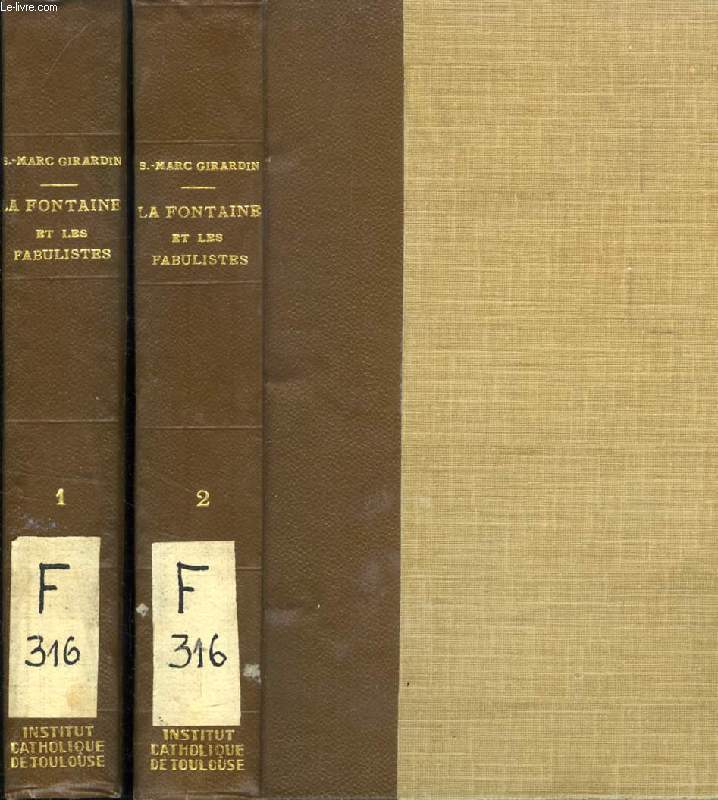 Le-livre.com
S.-MARC GIRARDIN
LA FONTAINE
ET LES
FABULISTES
1
F
316
INSTITUT
CATHOLIQUE
DE TOULOUSE
S.-MARC GIRARDIN
LA FONTAINE
ET LES
FABULISTES
2
F
316
INSTITUT
CATHOLIQUE
DE TOULOUSE